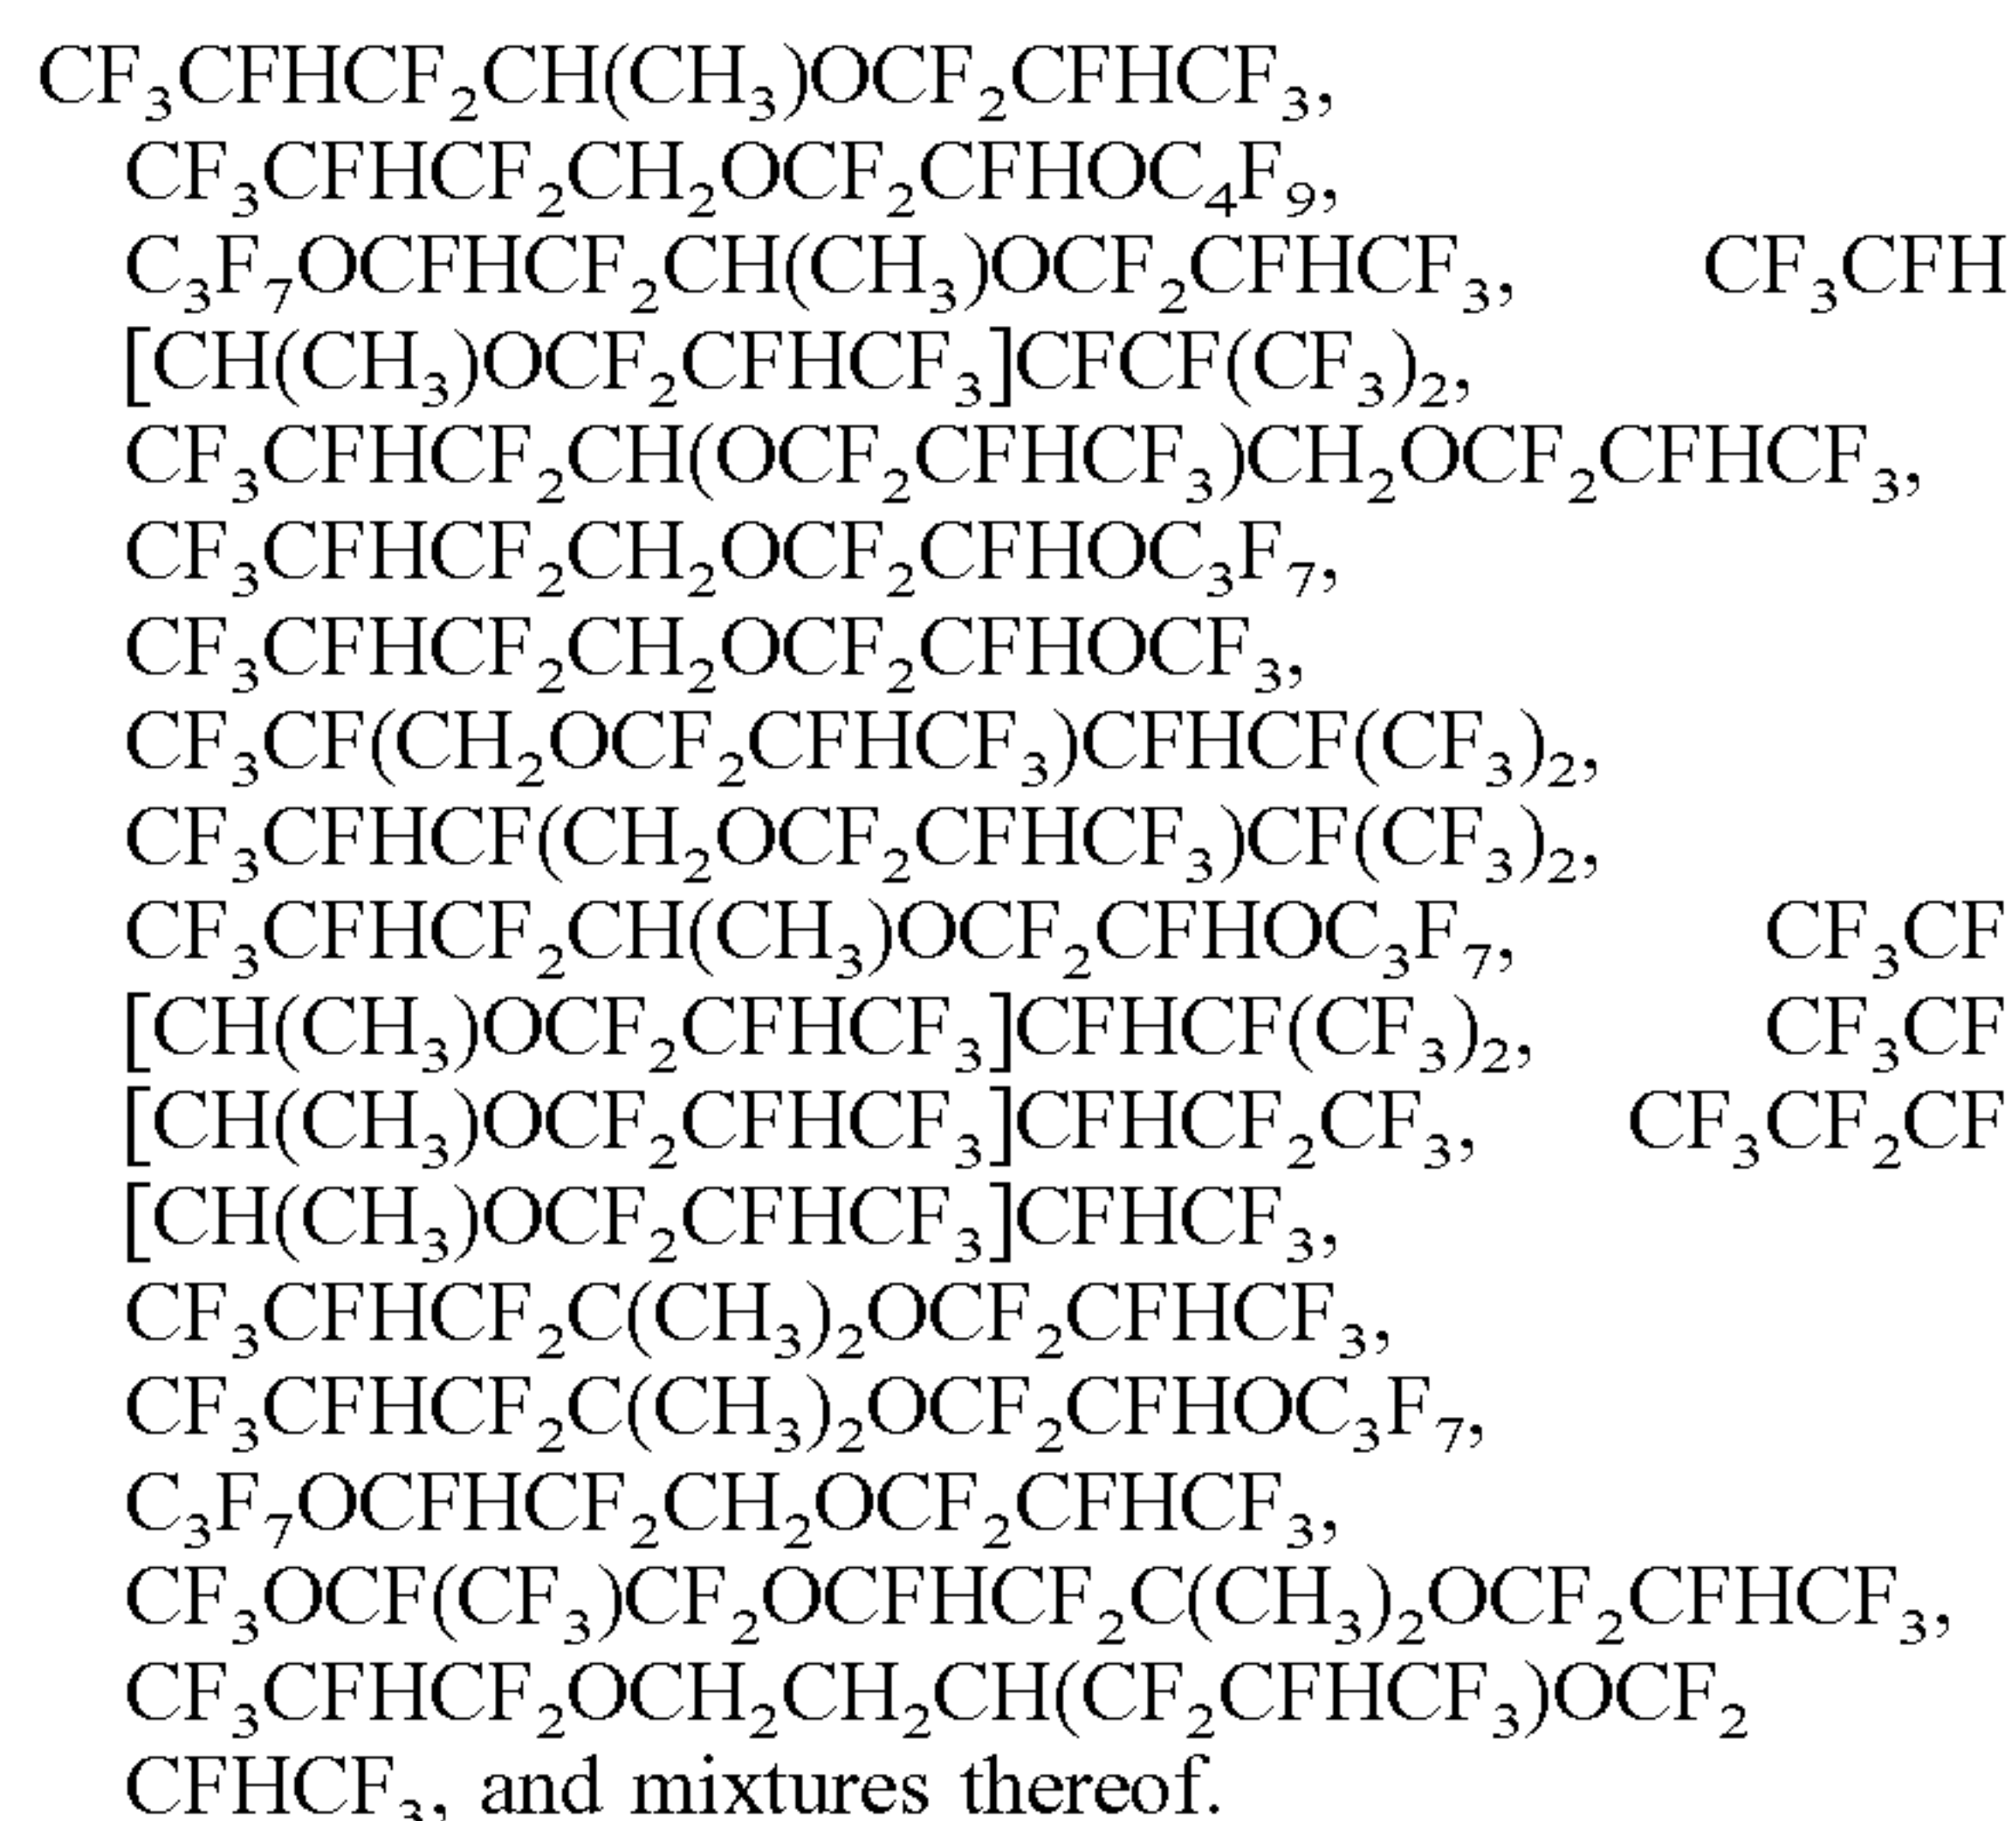 CF₃CFHCF₂CH(CH₃)OCF₂CFHCF₃,
CF₃CFHCF₂CH₂OCF₂CFHOC₄F₉,
C₃F₇OCFHCF₂CH(CH₃)OCF₂CFHCF₃, CF₃CFH
[CH(CH₃)OCF₂CFHCF₃]CFCF(CF₃)₂,
CF₃CFHCF₂CH(OCF₂CFHCF₃)CH₂OCF₂CFHCF₃,
CF₃CFHCF₂CH₂OCF₂CFHOC₃F₇,
CF₃CFHCF₂CH₂OCF₂CFHOCF₃,
CF₃CF(CH₂OCF₂CFHCF₃)CFHCF(CF₃)₂,
CF₃CFHCF(CH₂OCF₂CFHCF₃)CF(CF₃)₂,
CF₃CFHCF₂CH(CH₃)OCF₂CFHOC₃F₇, CF₃CF
[CH(CH₃)OCF₂CFHCF₃]CFHCF(CF₃)₂, CF₃CF
[CH(CH₃)OCF₂CFHCF₃]CFHCF₂CF₃, CF₃CF₂CF
[CH(CH₃)OCF₂CFHCF₃]CFHCF₃,
CF₃CFHCF₂C(CH₃)₂OCF₂CFHCF₃,
CF₃CFHCF₂C(CH₃)₂OCF₂CFHOC₃F₇,
C₃F₇OCFHCF₂CH₂OCF₂CFHCF₃,
CF₃OCF(CF₃)CF₂OCFHCF₂C(CH₃)₂OCF₂CFHCF₃,
CF₃CFHCF₂OCH₂CH₂CH(CF₂CFHCF₃)OCF₂
CFHCF₃, and mixtures thereof.